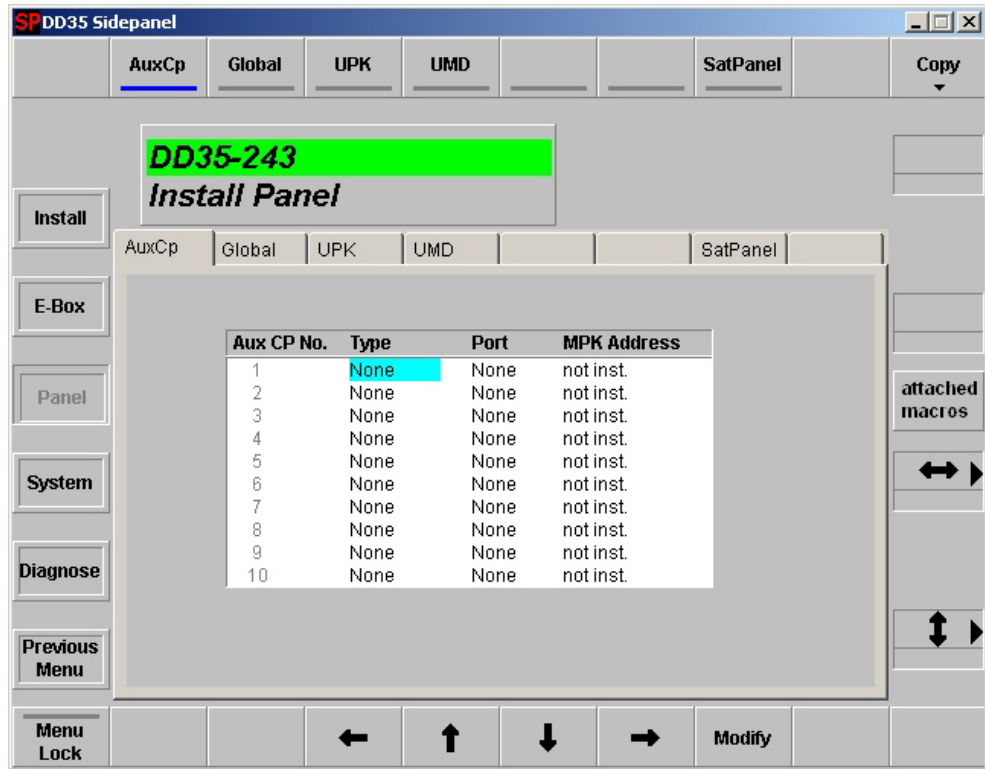 SP DD35 Sidepanel
AuxCp Global UPK UMD SatPanel Copy
DD35-243
Install Panel
Install
E-Box
Panel
System
Diagnose
Previous
Menu
AuxCp Global UPK UMD SatPanel
Aux CP No. Type Port MPK Address
1 None None not inst.
2 None None not inst.
3 None None not inst.
4 None None not inst.
5 None None not inst.
6 None None not inst.
7 None None not inst.
8 None None not inst.
9 None None not inst.
10 None None not inst.
attached
macros
Menu
Lock
Modify